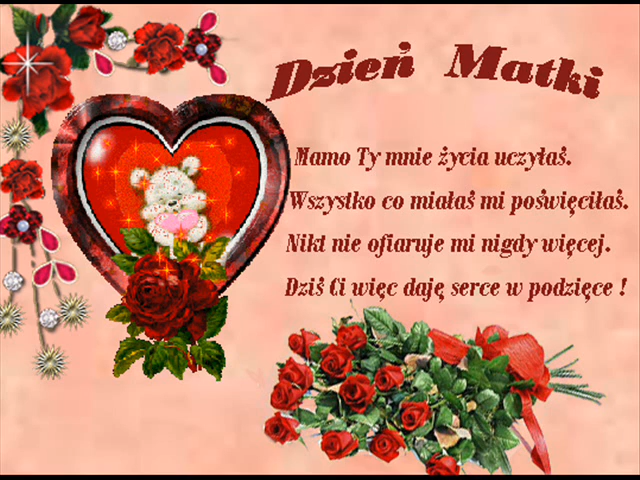 Dzień Matki
Mamo Ty mnie życia uczyłaś.
Wszystko co miałaś mi poświęciłaś.
Nikt nie ofiaruje mi nigdy więcej.
Dziś Ci więc daję serce w podzięce !